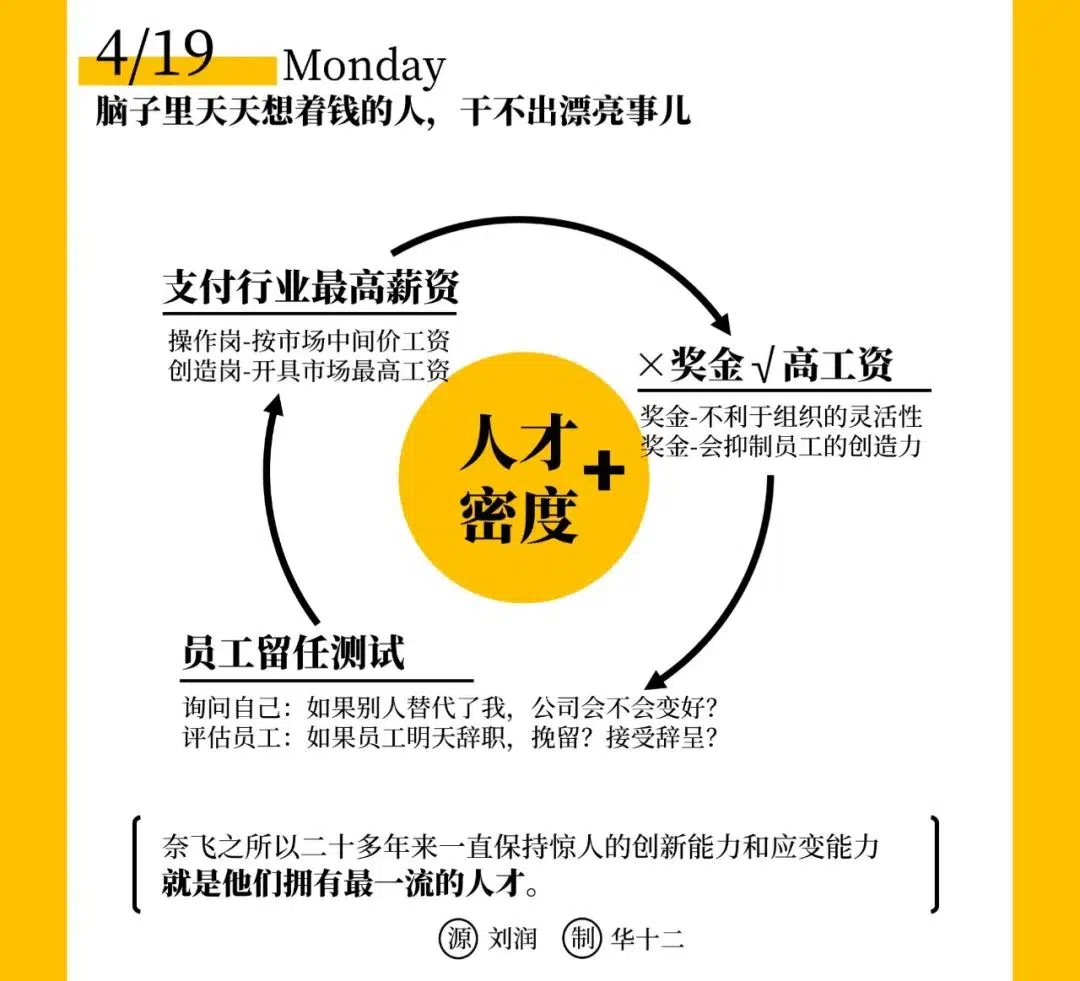 4/19 Monday
脑子里天天想着钱的人，干不出漂亮事儿
支付行业最高薪资
操作岗-按市场中间价工资
创造岗-开具市场最高工资
×奖金√高工资
奖金-不利于组织的灵活性
奖金-会抑制员工的创造力
人才
密度
+
员工留任测试
询问自己：如果别人替代了我，公司会不会变好？
评估员工：如果员工明天辞职，挽留？接受辞呈？
奈飞之所以二十多年来一直保持惊人的创新能力和应变能力
就是他们拥有最一流的人才。
源 刘润 制 华十二